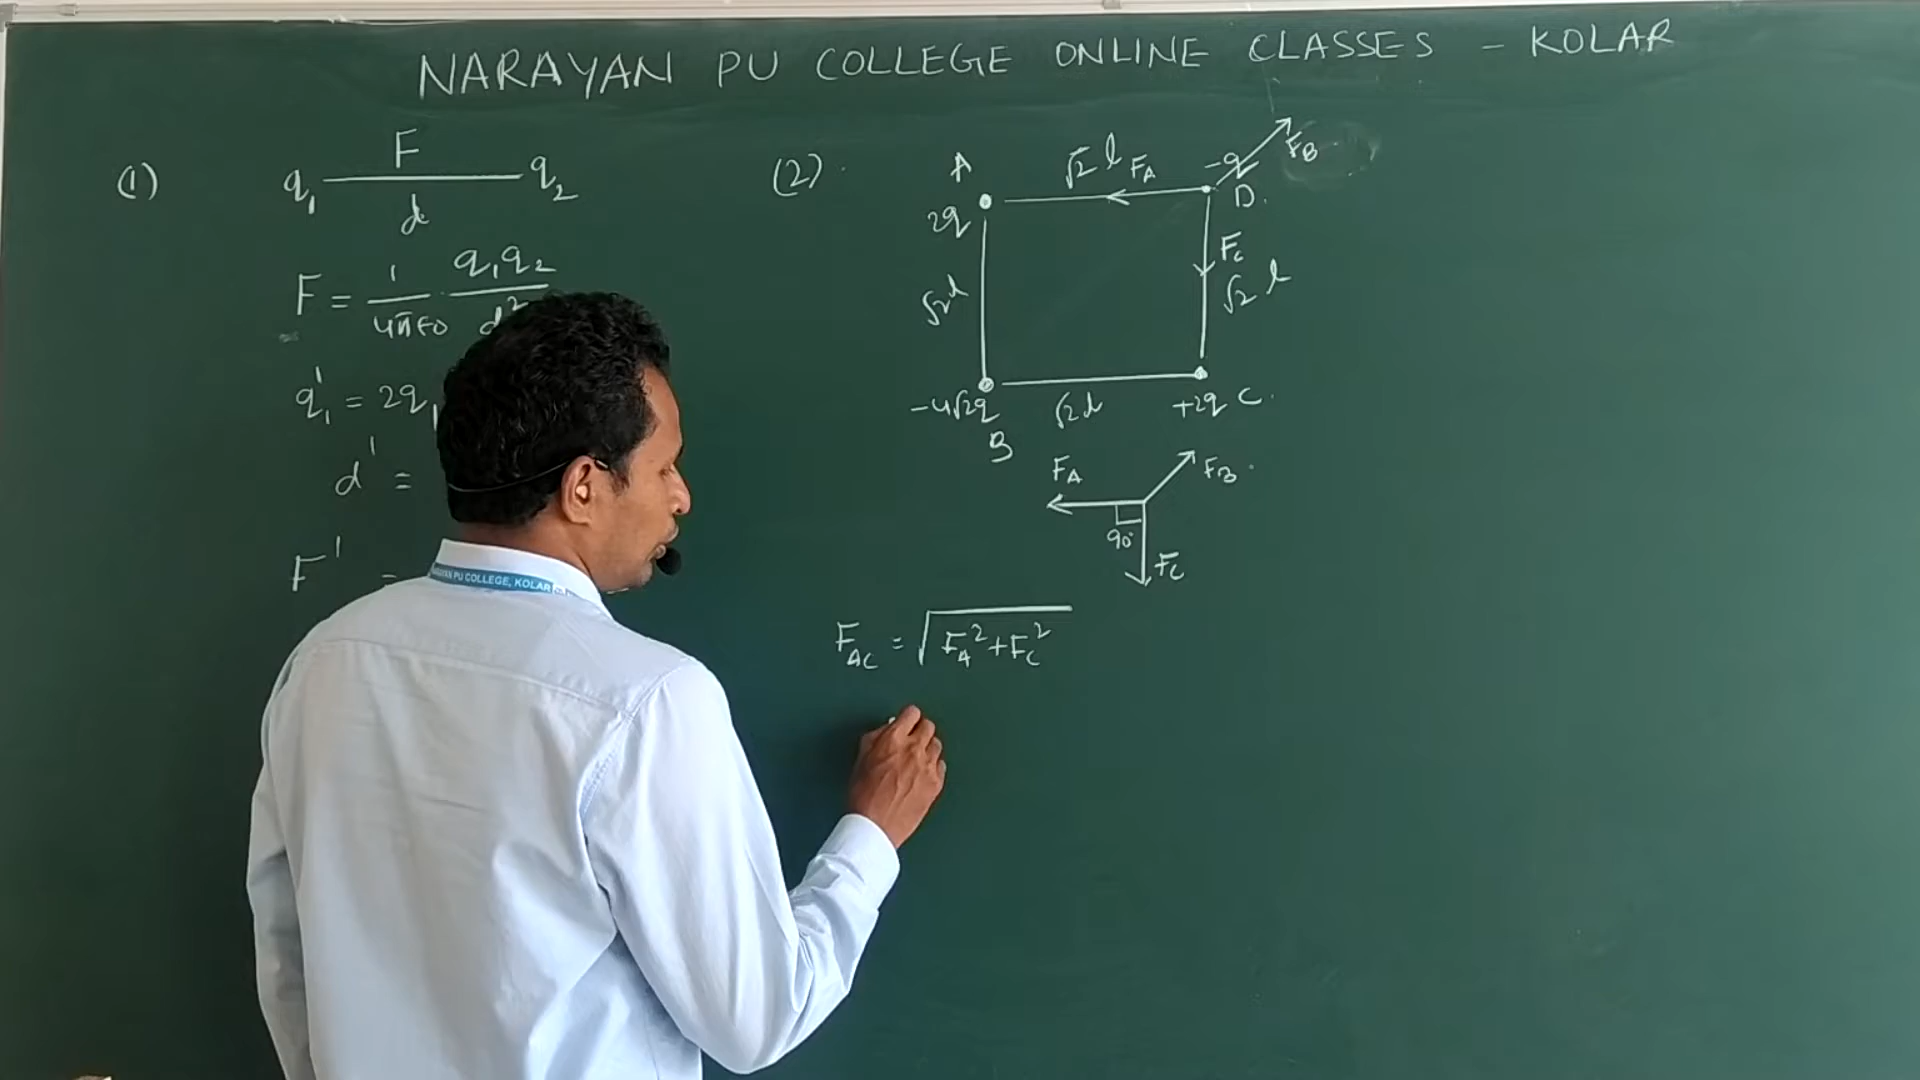 NARAYAN PU COLLEGE ONLINE CLASSES - KOLAR
(1)
q₁ F q₂
d
F = 1/4πε0 · q₁q₂/d²
q₁' = 2q₁
d' =
F' =
NARAYAN PU COLLEGE, KOLAR
(2)
A √2 l F_A -q F_B
2q D.
F_C
√2 l √2 l
-4√2q √2 l +2q C.
B
F_A F_B
90°
F_C
F_AC = √(F_A² + F_C²)